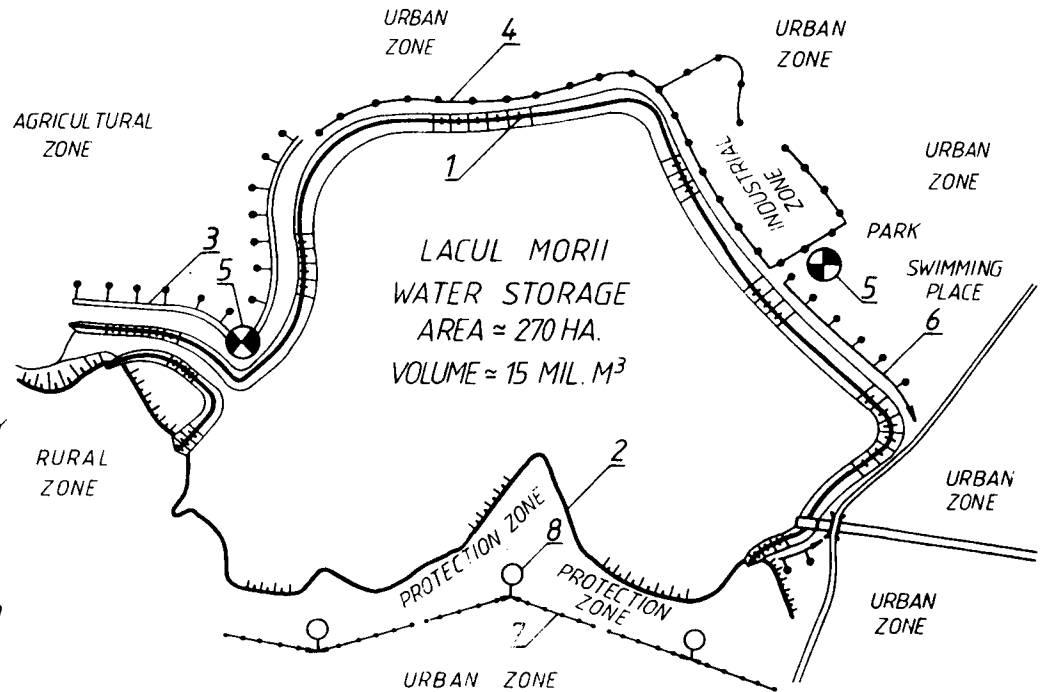 URBAN
ZONE
4
URBAN
ZONE
AGRICULTURAL
ZONE
1
INDUSTRIAL
ZONE
URBAN
ZONE
3
5
LACUL MORII
WATER STORAGE
AREA ≃ 270 HA.
VOLUME ≃ 15 MIL. M³
PARK
5
SWIMMING
PLACE
6
RURAL
ZONE
2
8
PROTECTION ZONE
PROTECTION
ZONE
7
URBAN
ZONE
URBAN
ZONE
URBAN ZONE